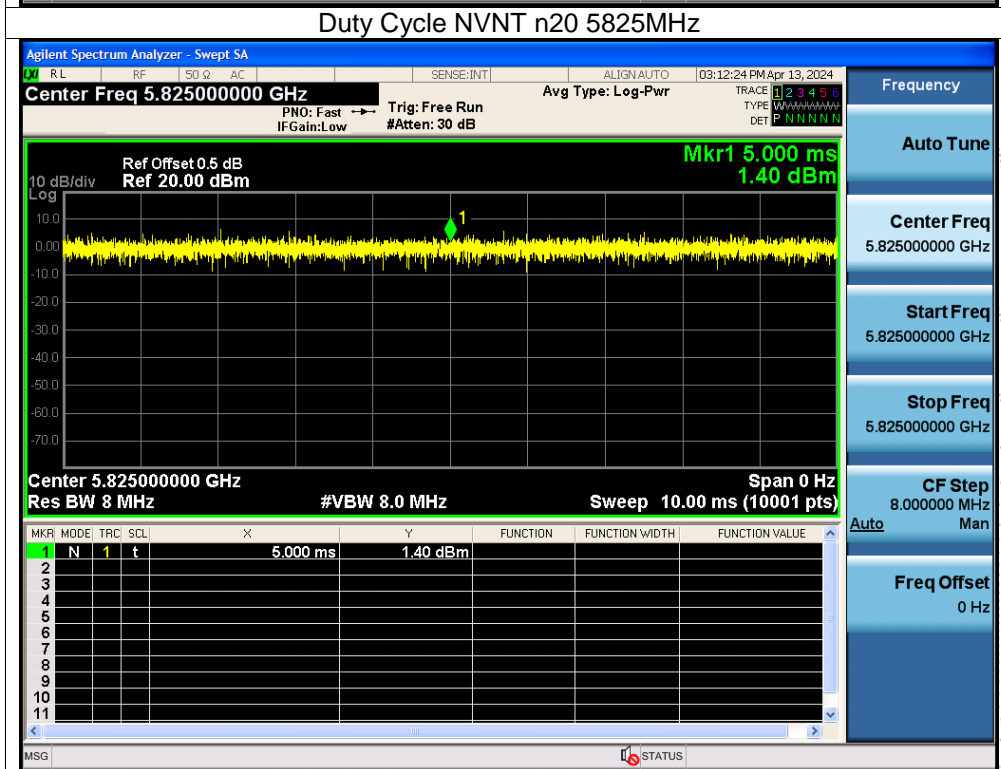 Duty Cycle NVNT n20 5825MHz
Agilent Spectrum Analyzer - Swept SA
LXI RL RF 50 Ω AC SENSE:INT ALIGN AUTO 03:12:24 PM Apr 13, 2024
Center Freq 5.825000000 GHz
PNO: Fast
IFGain:Low
Trig: Free Run
#Atten: 30 dB
Avg Type: Log-Pwr
TRACE 1 2 3 4 5 6
TYPE WWWWWW
DET P N N N N N
Mkr1 5.000 ms
1.40 dBm
Ref Offset 0.5 dB
10 dB/div Ref 20.00 dBm
Log
10.0
1
0.00
-10.0
-20.0
-30.0
-40.0
-50.0
-60.0
-70.0
Center 5.825000000 GHz Span 0 Hz
Res BW 8 MHz #VBW 8.0 MHz Sweep 10.00 ms (10001 pts)
MKR MODE TRC SCL X Y FUNCTION FUNCTION WIDTH FUNCTION VALUE
1 N 1 t 5.000 ms 1.40 dBm
2
3
4
5
6
7
8
9
10
11
MSG STATUS
Frequency
Auto Tune
Center Freq
5.825000000 GHz
Start Freq
5.825000000 GHz
Stop Freq
5.825000000 GHz
CF Step
8.000000 MHz
Auto Man
Freq Offset
0 Hz